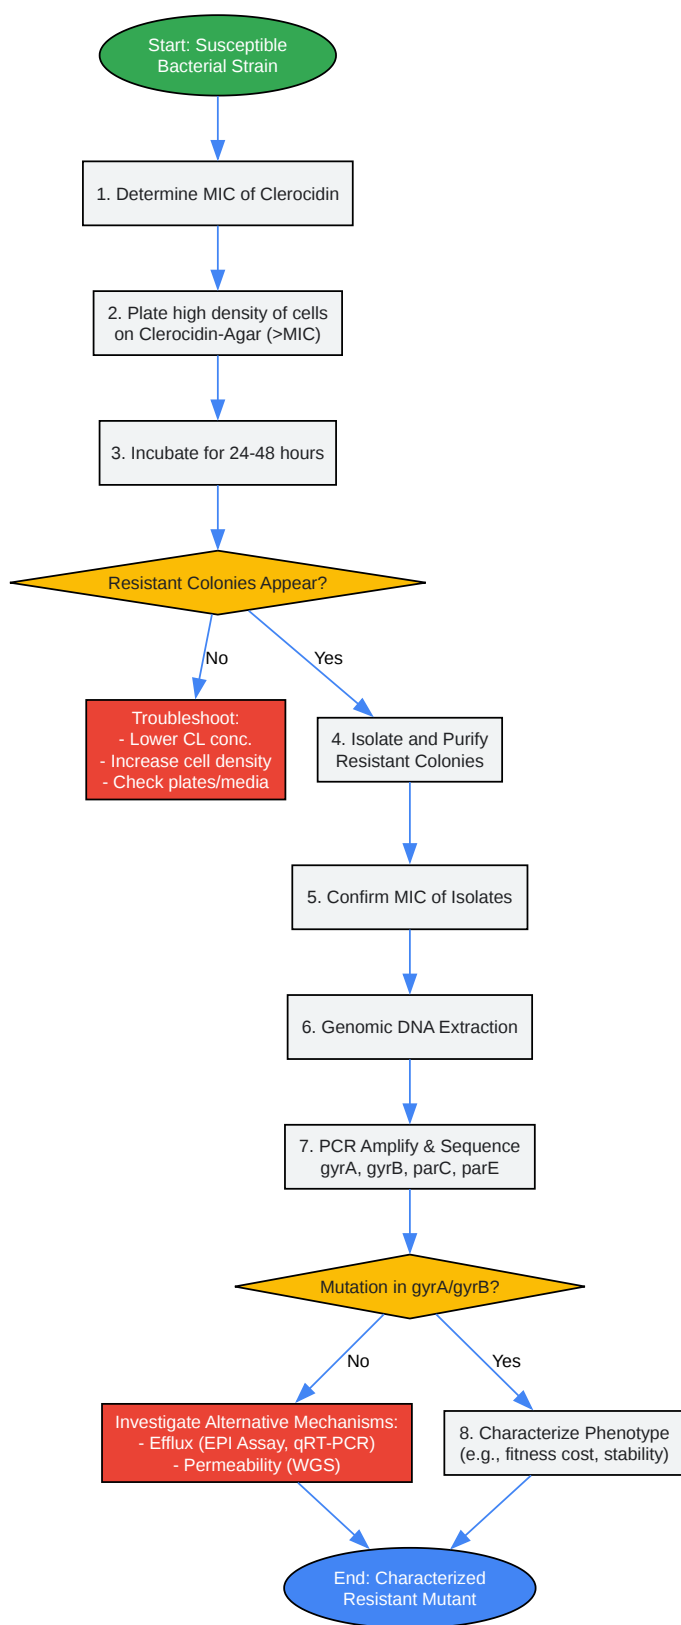 Start: Susceptible
Bacterial Strain
1. Determine MIC of Clerocidin
2. Plate high density of cells
on Clerocidin-Agar (>MIC)
3. Incubate for 24-48 hours
Resistant Colonies Appear?
No
Yes
Troubleshoot:
- Lower CL conc.
- Increase cell density
- Check plates/media
4. Isolate and Purify
Resistant Colonies
5. Confirm MIC of Isolates
6. Genomic DNA Extraction
7. PCR Amplify & Sequence
gyrA, gyrB, parC, parE
Mutation in gyrA/gyrB?
No
Yes
Investigate Alternative Mechanisms:
- Efflux (EPI Assay, qRT-PCR)
- Permeability (WGS)
8. Characterize Phenotype
(e.g., fitness cost, stability)
End: Characterized
Resistant Mutant